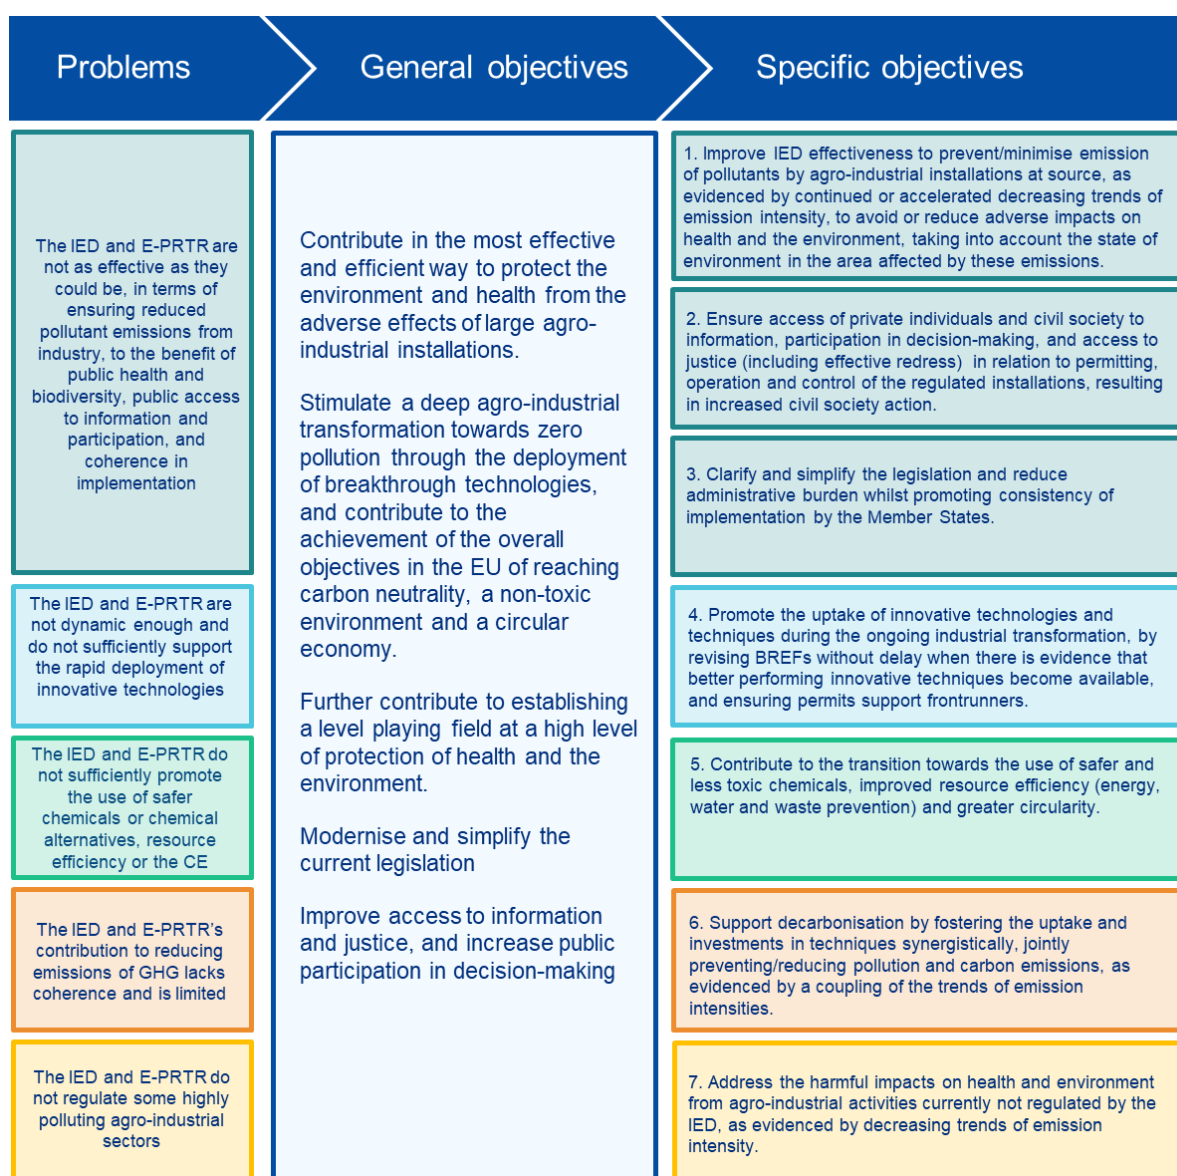 Problems
General objectives
Specific objectives
The IED and E-PRTR are
not as effective as they
could be, in terms of
ensuring reduced
pollutant emissions from
industry, to the benefit of
public health and
biodiversity, public access
to information and
participation, and
coherence in
implementation
The IED and E-PRTR are
not dynamic enough and
do not sufficiently support
the rapid deployment of
innovative technologies
The IED and E-PRTR do
not sufficiently promote
the use of safer
chemicals or chemical
alternatives, resource
efficiency or the CE
The IED and E-PRTR's
contribution to reducing
emissions of GHG lacks
coherence and is limited
The IED and E-PRTR do
not regulate some highly
polluting agro-industrial
sectors
Contribute in the most effective
and efficient way to protect the
environment and health from the
adverse effects of large agro-
industrial installations.
Stimulate a deep agro-industrial
transformation towards zero
pollution through the deployment
of breakthrough technologies,
and contribute to the
achievement of the overall
objectives in the EU of reaching
carbon neutrality, a non-toxic
environment and a circular
economy.
Further contribute to establishing
a level playing field at a high level
of protection of health and the
environment.
Modernise and simplify the
current legislation
Improve access to information
and justice, and increase public
participation in decision-making
1. Improve IED effectiveness to prevent/minimise emission
of pollutants by agro-industrial installations at source, as
evidenced by continued or accelerated decreasing trends of
emission intensity, to avoid or reduce adverse impacts on
health and the environment, taking into account the state of
environment in the area affected by these emissions.
2. Ensure access of private individuals and civil society to
information, participation in decision-making, and access to
justice (including effective redress) in relation to permitting,
operation and control of the regulated installations, resulting
in increased civil society action.
3. Clarify and simplify the legislation and reduce
administrative burden whilst promoting consistency of
implementation by the Member States.
4. Promote the uptake of innovative technologies and
techniques during the ongoing industrial transformation, by
revising BREFs without delay when there is evidence that
better performing innovative techniques become available,
and ensuring permits support frontrunners.
5. Contribute to the transition towards the use of safer and
less toxic chemicals, improved resource efficiency (energy,
water and waste prevention) and greater circularity.
6. Support decarbonisation by fostering the uptake and
investments in techniques synergistically, jointly
preventing/reducing pollution and carbon emissions, as
evidenced by a coupling of the trends of emission
intensities.
7. Address the harmful impacts on health and environment
from agro-industrial activities currently not regulated by the
IED, as evidenced by decreasing trends of emission
intensity.